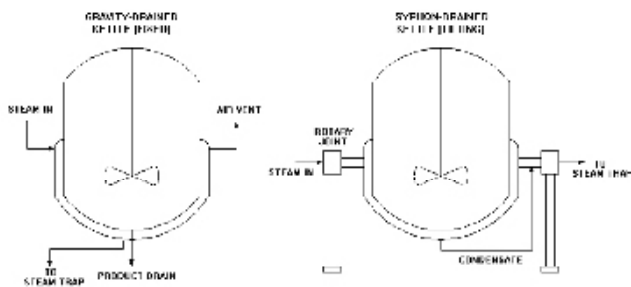 GRAVITY-DRAINED
KETTLE [FIXED]
STEAM IN
AIR VENT
TO
STEAM TRAP
PRODUCT DRAIN
SYPHON-DRAINED
KETTLE [TILTING]
ROTARY
JOINT
STEAM IN
TO
STEAM TRAP
CONDENSATE